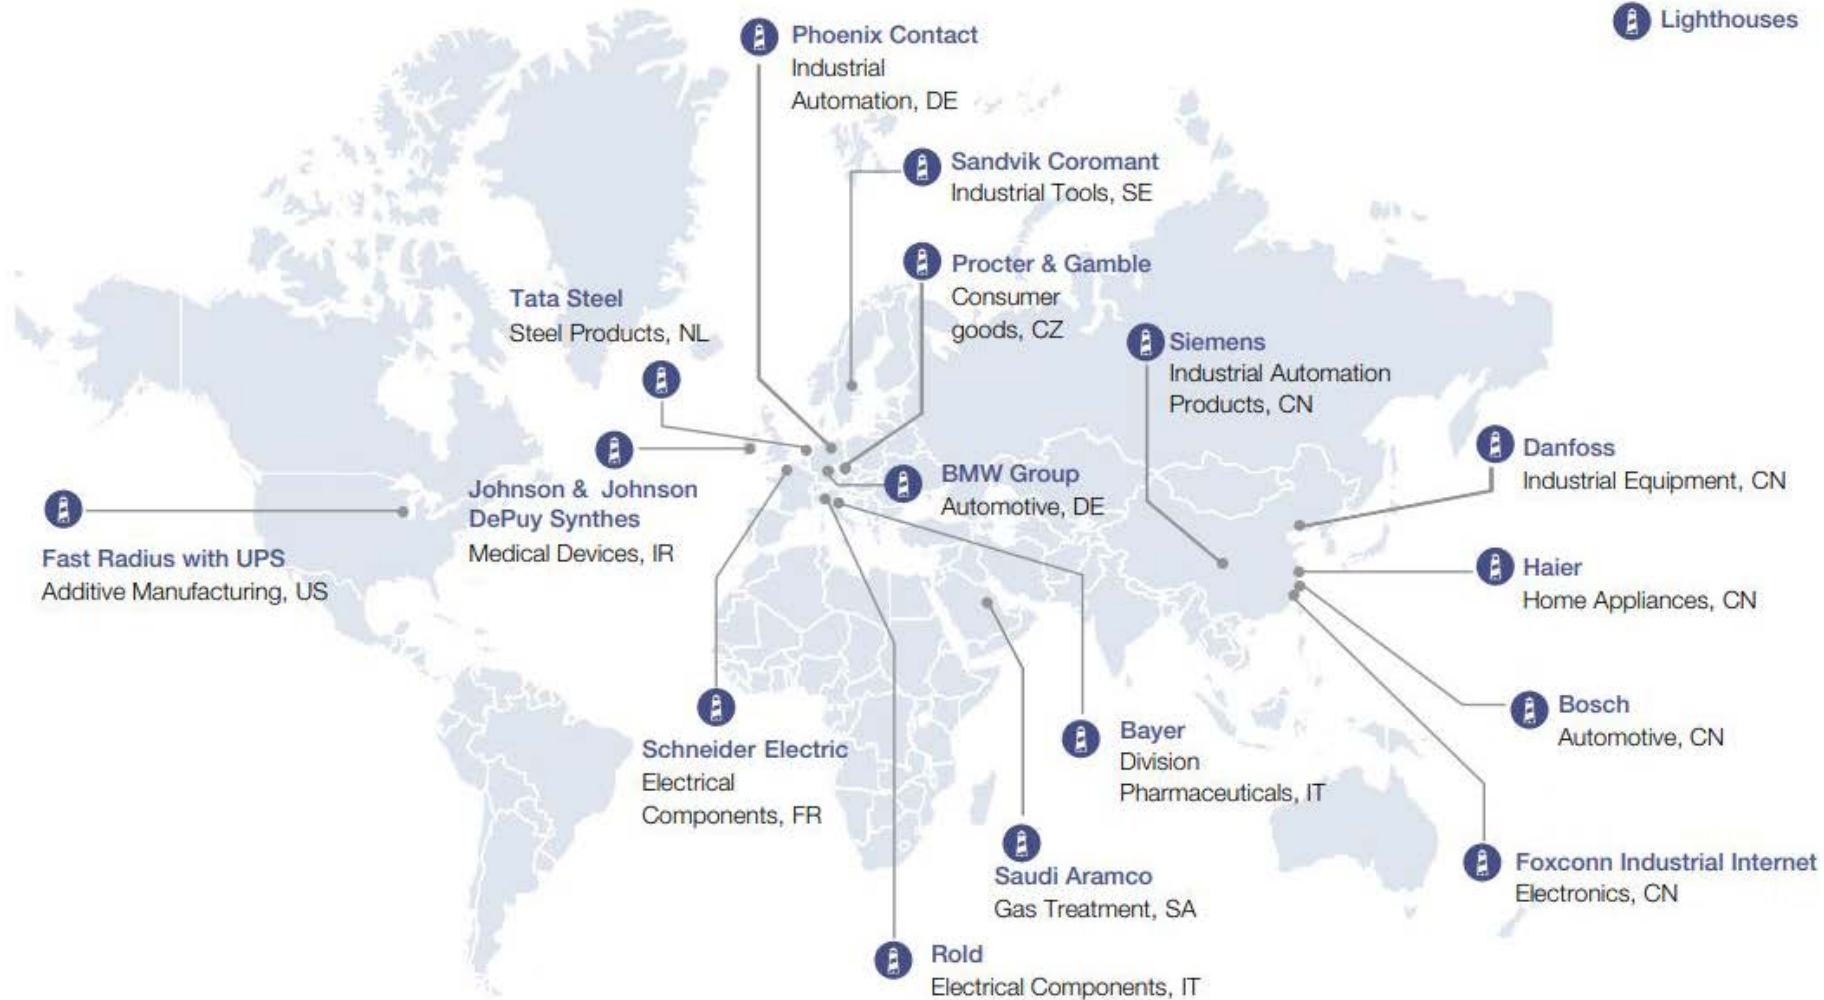 Lighthouses
Phoenix Contact
Industrial
Automation, DE
Sandvik Coromant
Industrial Tools, SE
Procter & Gamble
Consumer
goods, CZ
Tata Steel
Steel Products, NL
Siemens
Industrial Automation
Products, CN
Danfoss
Industrial Equipment, CN
BMW Group
Automotive, DE
Johnson & Johnson
DePuy Synthes
Medical Devices, IR
Fast Radius with UPS
Additive Manufacturing, US
Haier
Home Appliances, CN
Bosch
Automotive, CN
Schneider Electric
Electrical
Components, FR
Bayer
Division
Pharmaceuticals, IT
Saudi Aramco
Gas Treatment, SA
Foxconn Industrial Internet
Electronics, CN
Rold
Electrical Components, IT